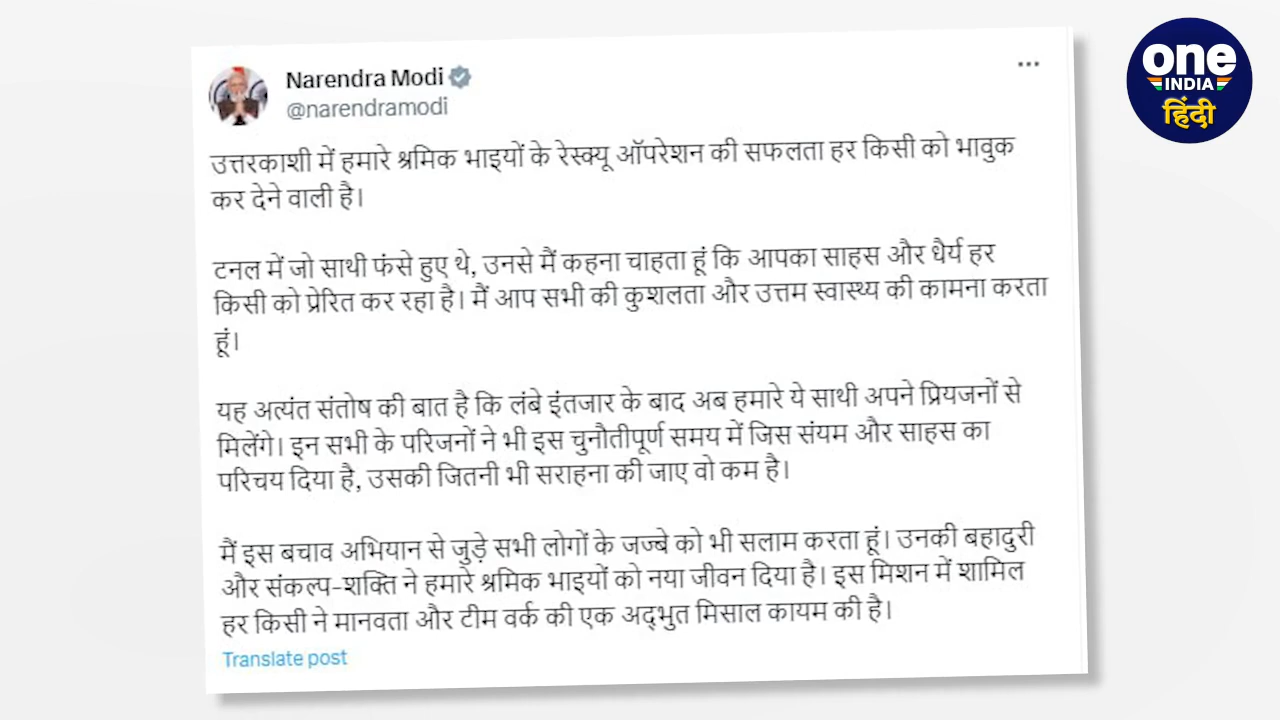 Narendra Modi
@narendramodi
...
one
INDIA
हिंदी
उत्तरकाशी में हमारे श्रमिक भाइयों के रेस्क्यू ऑपरेशन की सफलता हर किसी को भावुक
कर देने वाली है।
टनल में जो साथी फंसे हुए थे, उनसे मैं कहना चाहता हूं कि आपका साहस और धैर्य हर
किसी को प्रेरित कर रहा है। मैं आप सभी की कुशलता और उत्तम स्वास्थ्य की कामना करता
हूं।
यह अत्यंत संतोष की बात है कि लंबे इंतजार के बाद अब हमारे ये साथी अपने प्रियजनों से
मिलेंगे। इन सभी के परिजनों ने भी इस चुनौतीपूर्ण समय में जिस संयम और साहस का
परिचय दिया है, उसकी जितनी भी सराहना की जाए वो कम है।
मैं इस बचाव अभियान से जुड़े सभी लोगों के जज्बे को भी सलाम करता हूं। उनकी बहादुरी
और संकल्प-शक्ति ने हमारे श्रमिक भाइयों को नया जीवन दिया है। इस मिशन में शामिल
हर किसी ने मानवता और टीम वर्क की एक अद्भुत मिसाल कायम की है।
Translate post